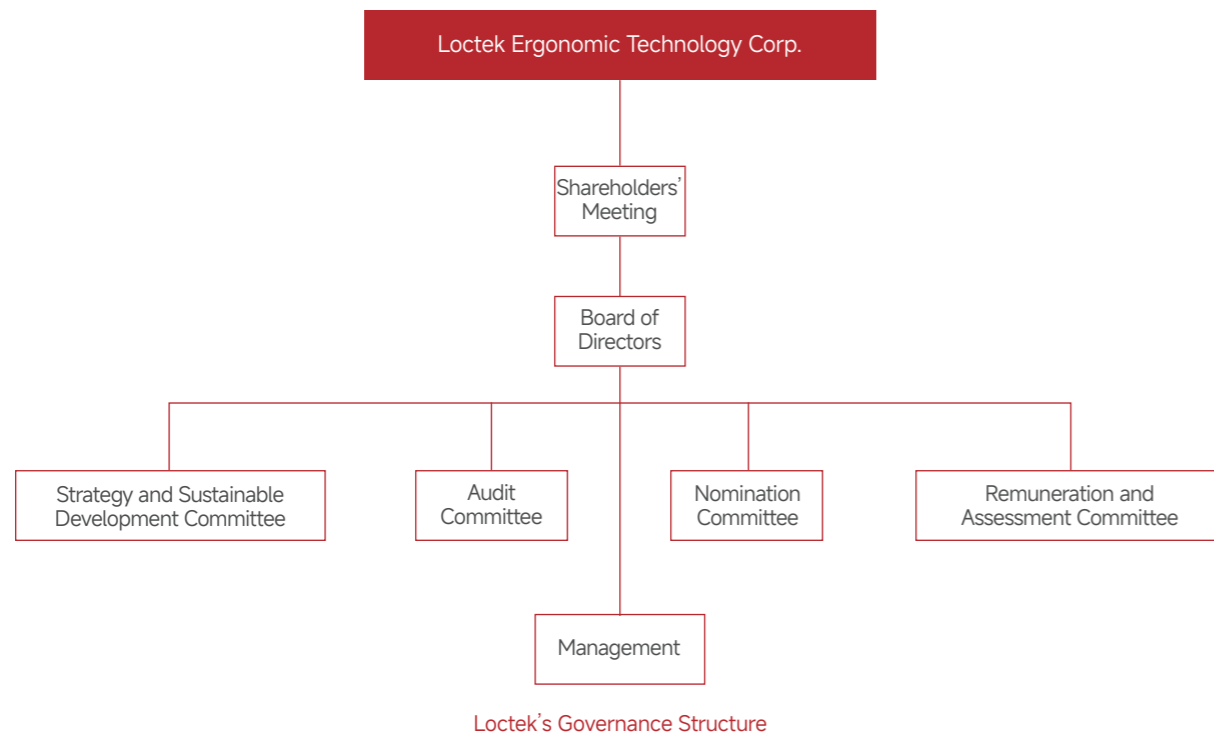 Loctek Ergonomic Technology Corp.
Shareholders’
Meeting
Board of
Directors
Strategy and Sustainable
Development Committee
Audit
Committee
Nomination
Committee
Remuneration and
Assessment Committee
Management
Loctek’s Governance Structure